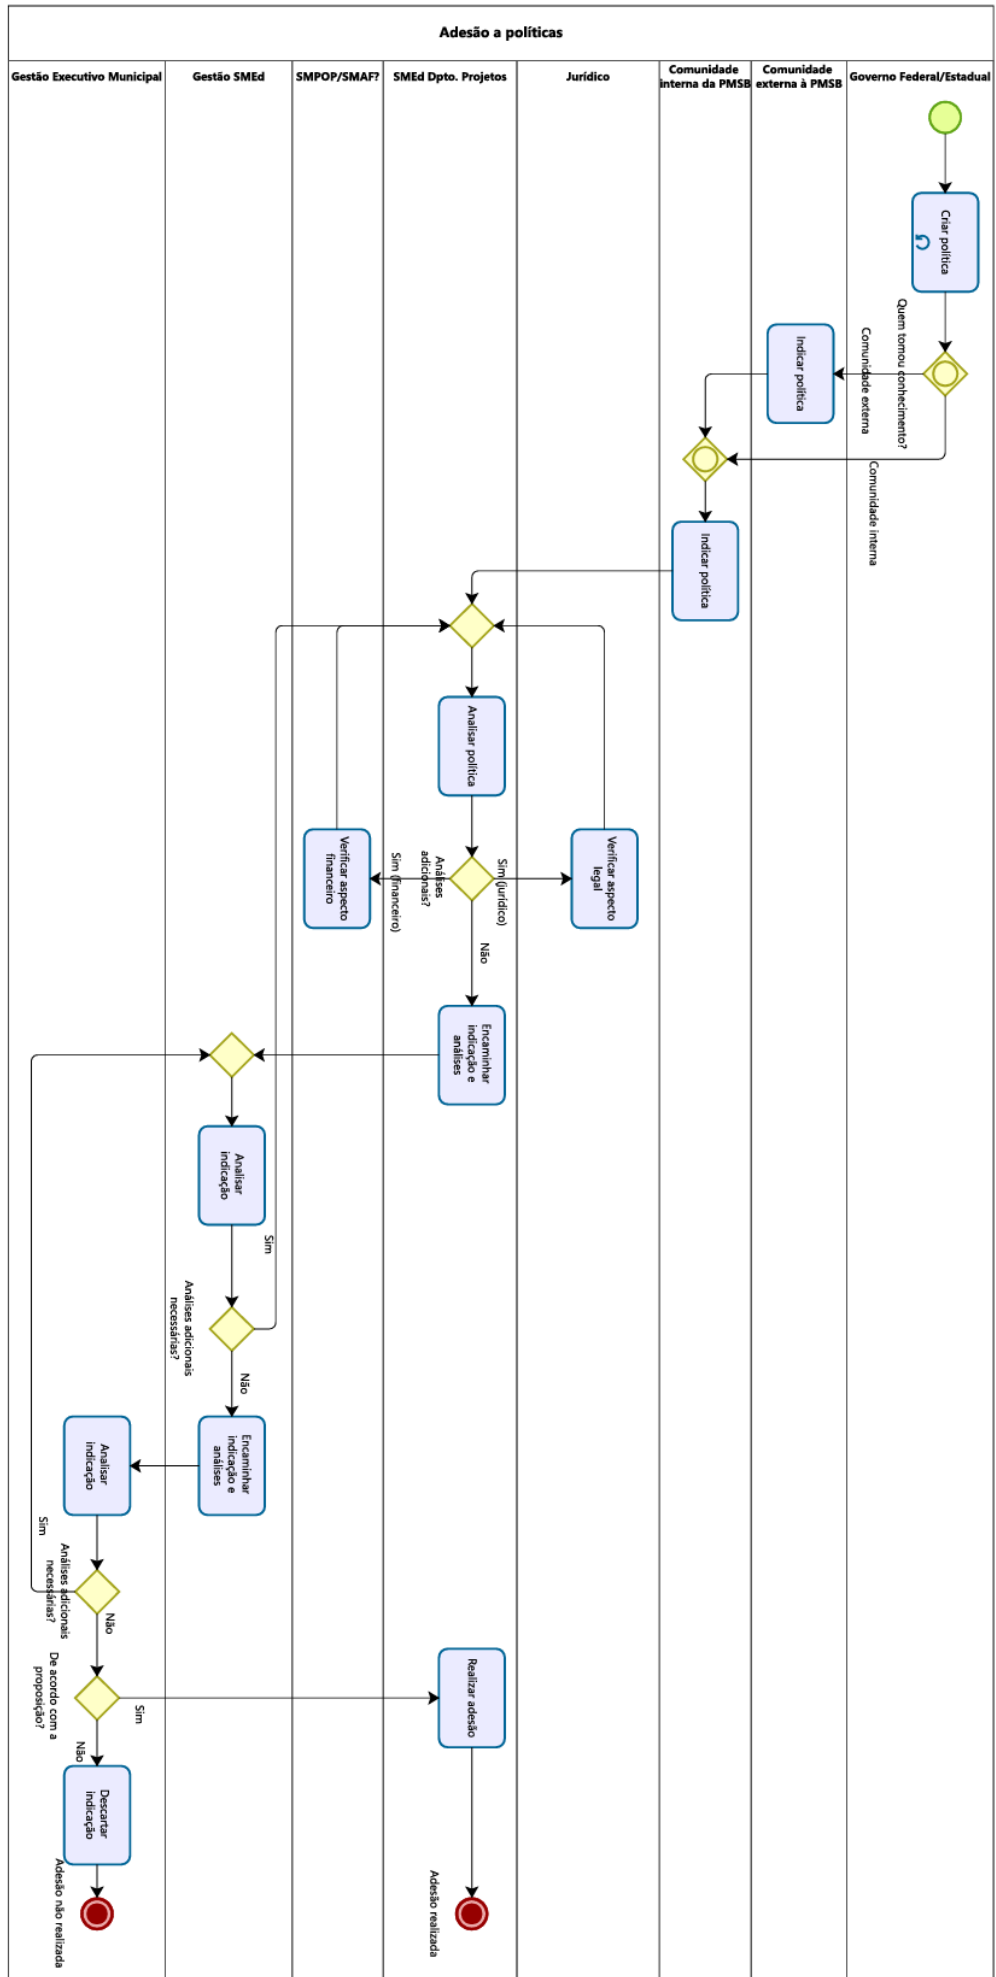 Adesão a políticas
Gestão Executivo Municipal
Gestão SMEd
SMPOP/SMAF?
SMEd Dpto. Projetos
Jurídico
Comunidade
interna da PMSB
Comunidade
externa à PMSB
Governo Federal/Estadual
Criar política
Quem tomou conhecimento?
Comunidade externa
Indicar política
Comunidade interna
Indicar política
Analisar política
Análises
adicionais?
Sim (jurídico)
Verificar aspecto
legal
Sim (financeiro)
Verificar aspecto
financeiro
Não
Encaminhar
indicação e
análises
Analisar
indicação
Sim
Análises adicionais
necessárias?
Não
Encaminhar
indicação e
análises
Analisar
indicação
Sim
Análises adicionais
necessárias?
Não
De acordo com a
proposição?
Sim
Realizar adesão
Não
Descartar
indicação
Adesão não realizada
Adesão realizada